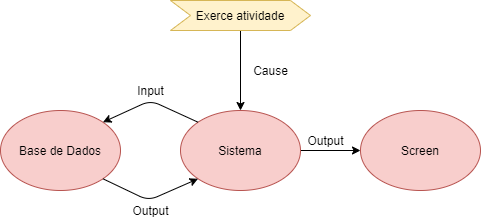 Exerce atividade
Cause
Input
Output
Base de Dados
Sistema
Screen
Output